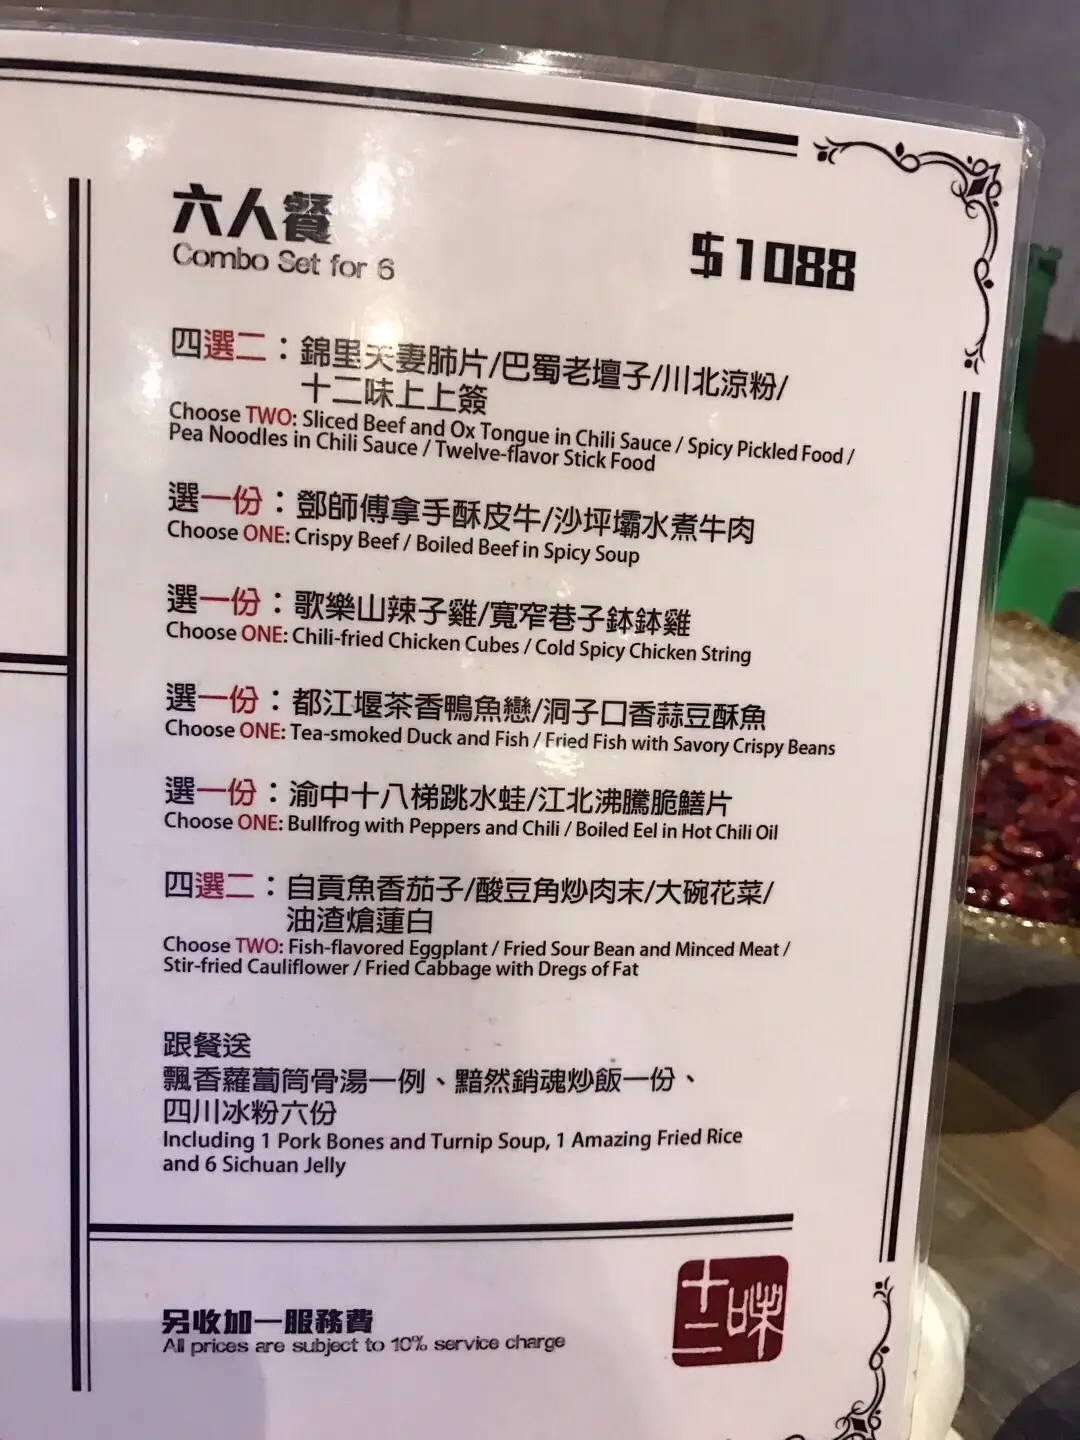 六人餐
Combo Set for 6
$1088
四選二：錦里夫妻肺片/巴蜀老壇子/川北涼粉/
十二味上上簽
Choose TWO: Sliced Beef and Ox Tongue in Chili Sauce / Spicy Pickled Food /
Pea Noodles in Chili Sauce / Twelve-flavor Stick Food
選一份：鄧師傅拿手酥皮牛/沙坪壩水煮牛肉
Choose ONE: Crispy Beef / Boiled Beef in Spicy Soup
選一份：歌樂山辣子雞/寬窄巷子鉢鉢雞
Choose ONE: Chili-fried Chicken Cubes / Cold Spicy Chicken String
選一份：都江堰茶香鴨魚戀/洞子口香蒜豆酥魚
Choose ONE: Tea-smoked Duck and Fish / Fried Fish with Savory Crispy Beans
選一份：渝中十八梯跳水蛙/江北沸騰脆鱔片
Choose ONE: Bullfrog with Peppers and Chili / Boiled Eel in Hot Chili Oil
四選二：自貢魚香茄子/酸豆角炒肉末/大碗花菜/
油渣熗蓮白
Choose TWO: Fish-flavored Eggplant / Fried Sour Bean and Minced Meat /
Stir-fried Cauliflower / Fried Cabbage with Dregs of Fat
跟餐送
飄香蘿蔔筒骨湯一例、黯然銷魂炒飯一份、
四川冰粉六份
Including 1 Pork Bones and Turnip Soup, 1 Amazing Fried Rice
and 6 Sichuan Jelly
另收加一服務費
All prices are subject to 10% service charge
十二味